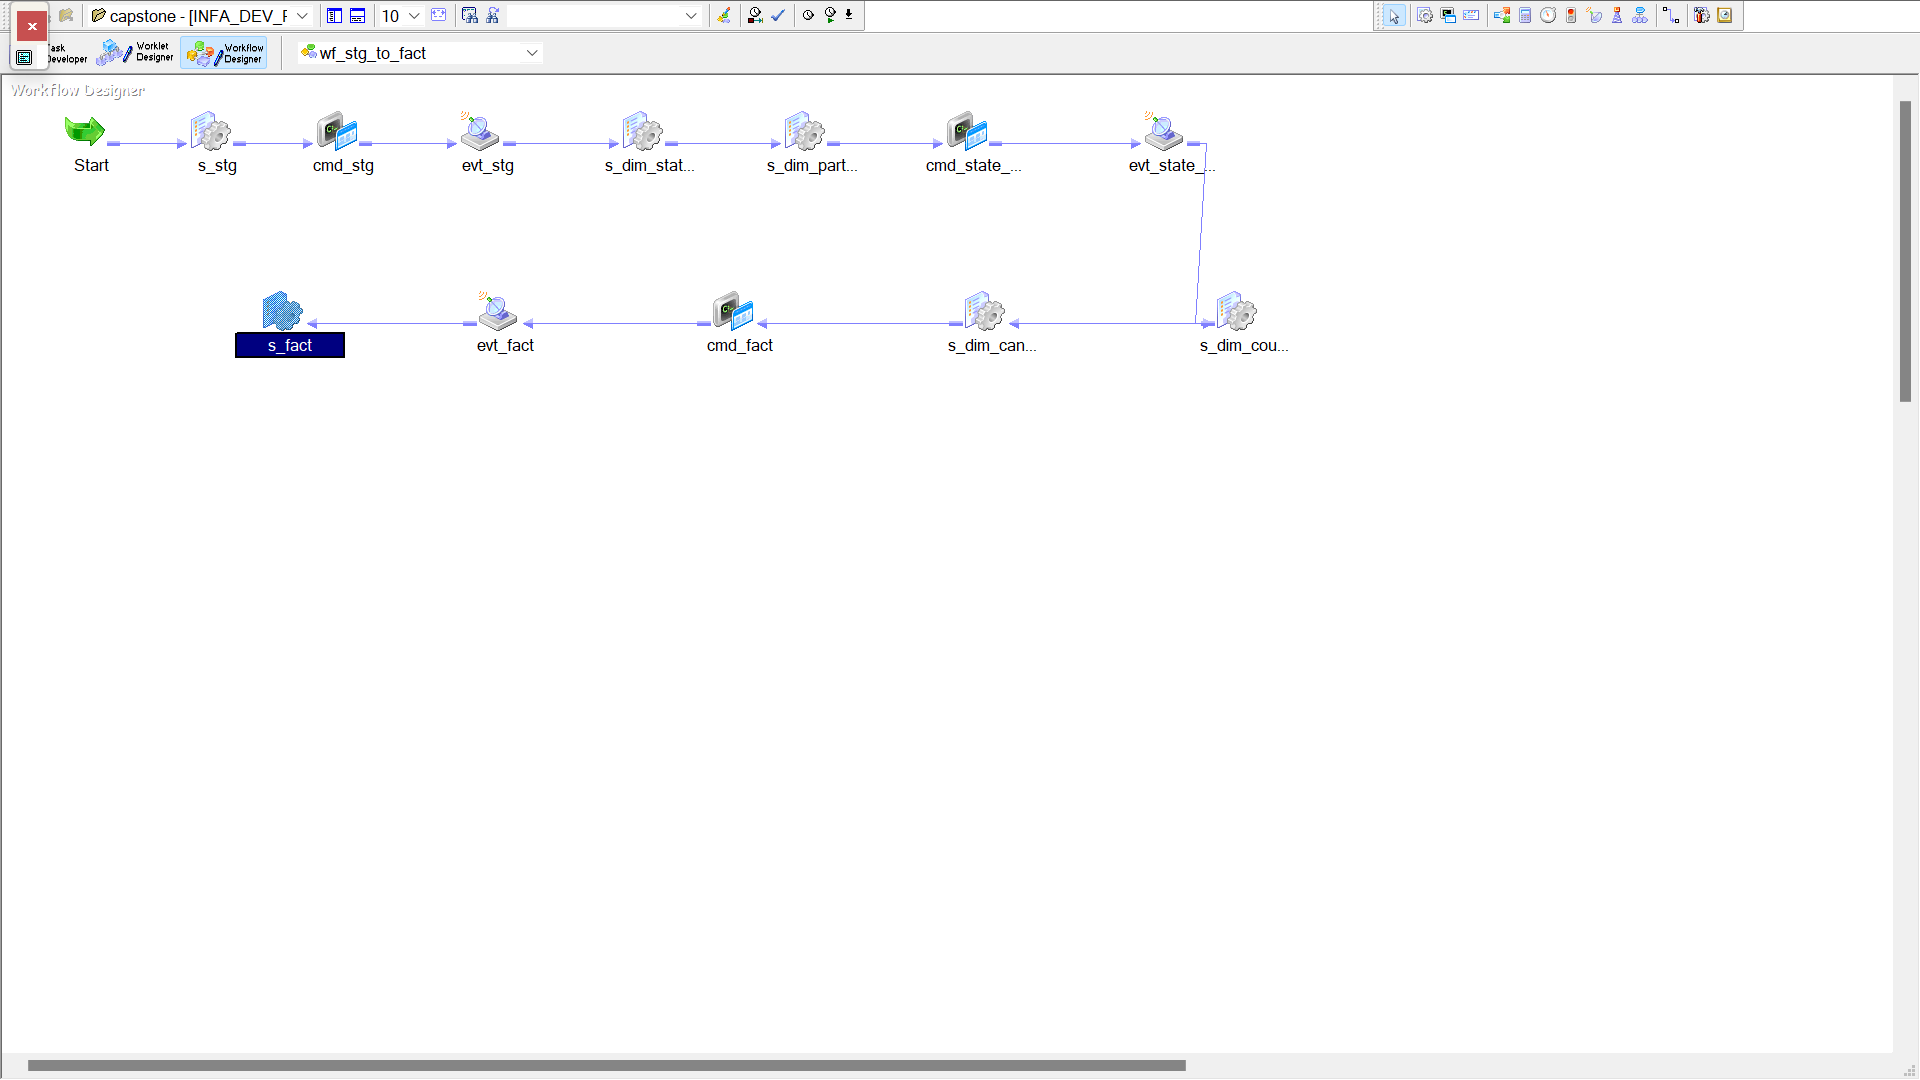 capstone - [INFA_DEV_F
10
Task Developer
Worklet Designer
Workflow Designer
wf_stg_to_fact
Workflow Designer
Start
s_stg
cmd_stg
evt_stg
s_dim_stat...
s_dim_part...
cmd_state_...
evt_state_...
s_fact
evt_fact
cmd_fact
s_dim_can...
s_dim_cou...